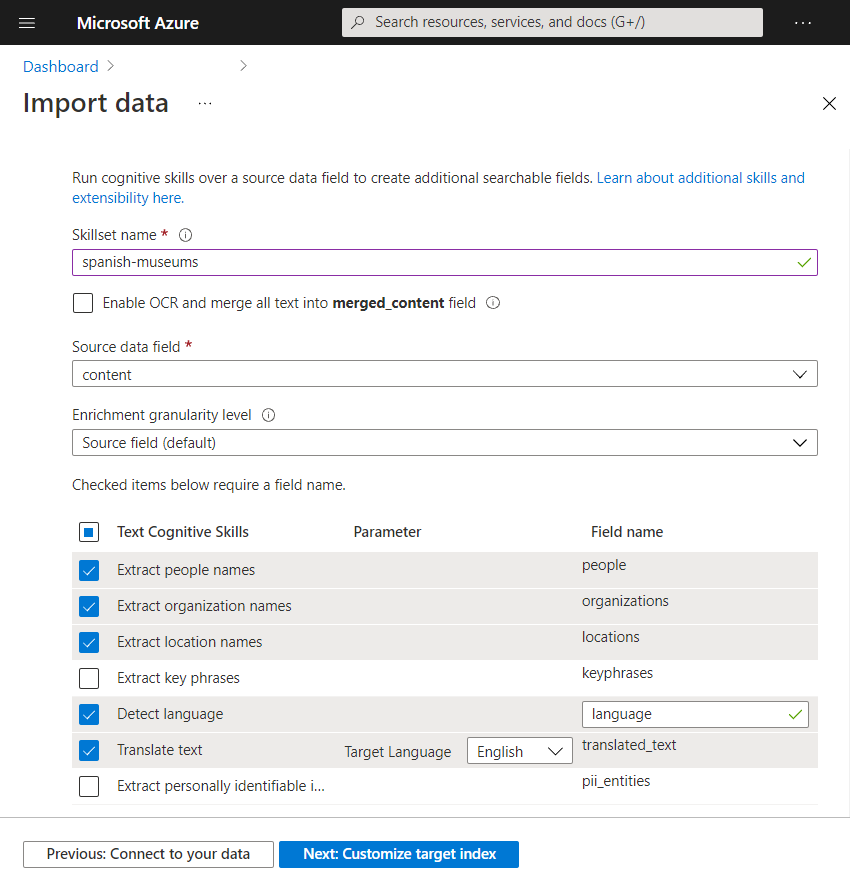 Microsoft Azure
Search resources, services, and docs (G+/)
...
Dashboard
Import data
...
Run cognitive skills over a source data field to create additional searchable fields. Learn about additional skills and
extensibility here.
Skillset name *
spanish-museums
Enable OCR and merge all text into merged_content field
Source data field *
content
Enrichment granularity level
Source field (default)
Checked items below require a field name.
Text Cognitive Skills Parameter Field name
Extract people names people
Extract organization names organizations
Extract location names locations
Extract key phrases keyphrases
Detect language language
Translate text Target Language English translated_text
Extract personally identifiable i... pii_entities
Previous: Connect to your data Next: Customize target index